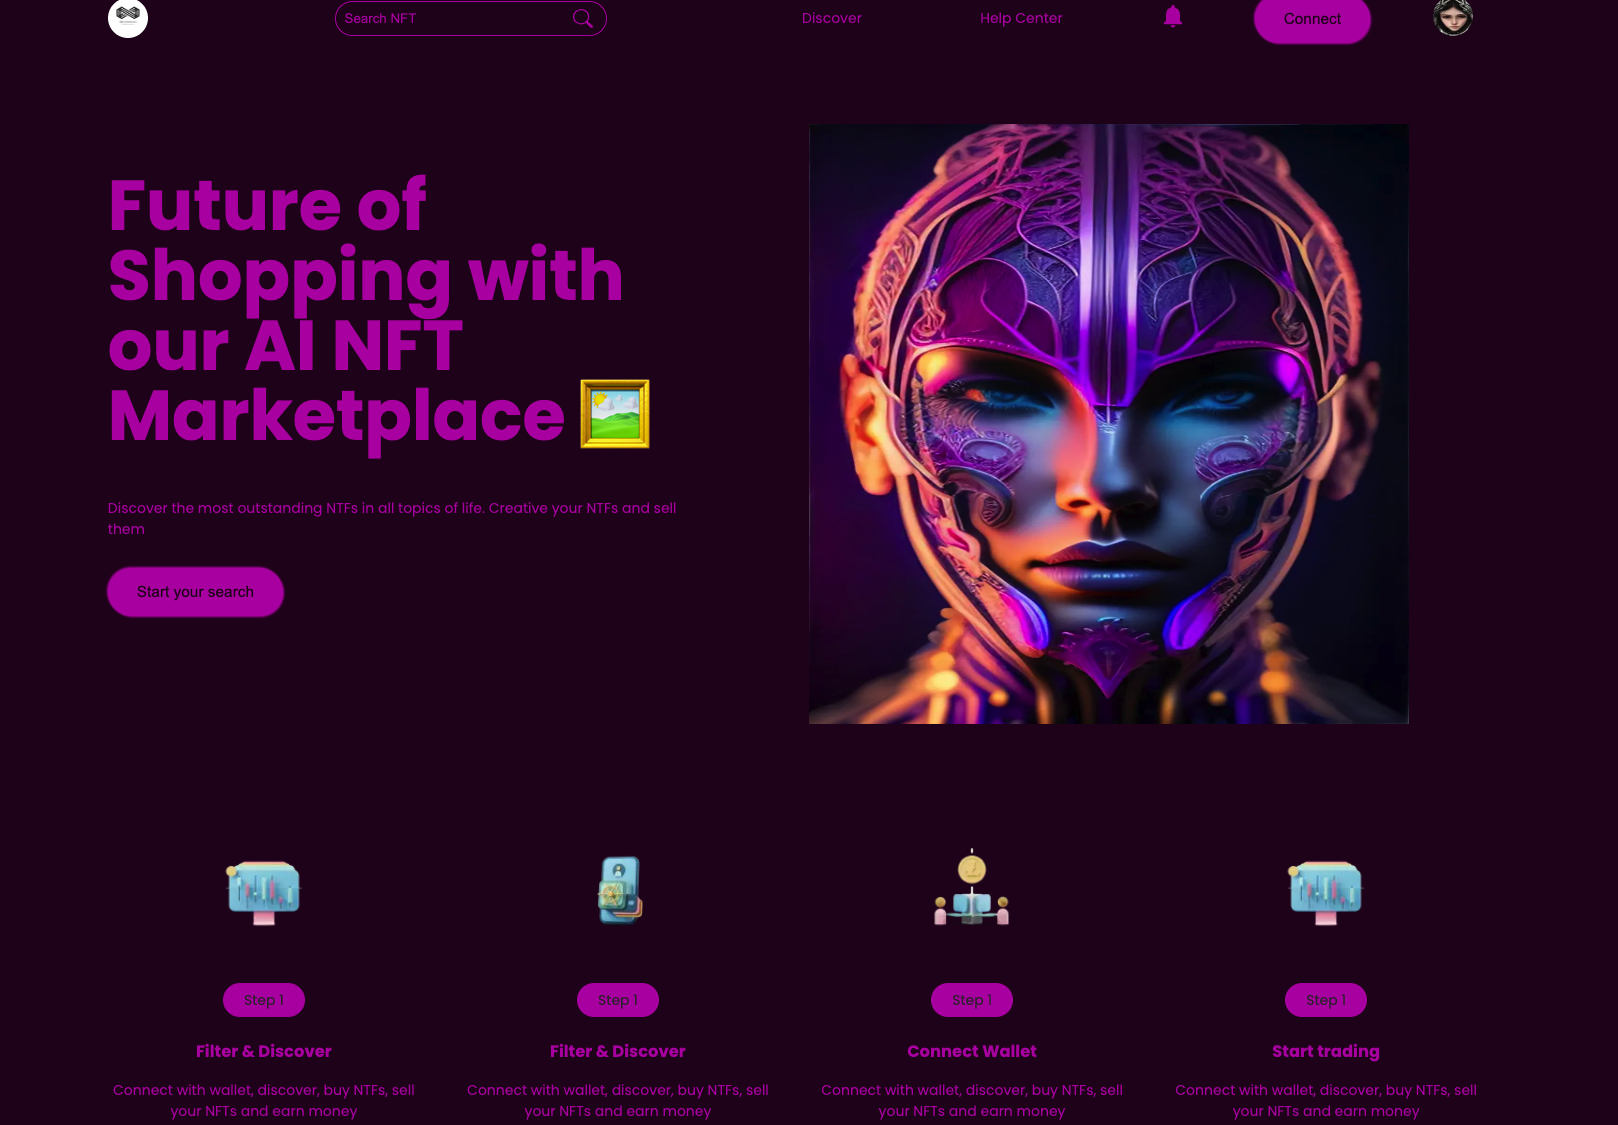 Search NFT
Discover
Help Center
Connect
Future of
Shopping with
our AI NFT
Marketplace
Discover the most outstanding NTFs in all topics of life. Creative your NTFs and sell
them
Start your search
Step 1
Filter & Discover
Connect with wallet, discover, buy NTFs, sell
your NFTs and earn money
Step 1
Filter & Discover
Connect with wallet, discover, buy NTFs, sell
your NFTs and earn money
Step 1
Connect Wallet
Connect with wallet, discover, buy NTFs, sell
your NFTs and earn money
Step 1
Start trading
Connect with wallet, discover, buy NTFs, sell
your NFTs and earn money